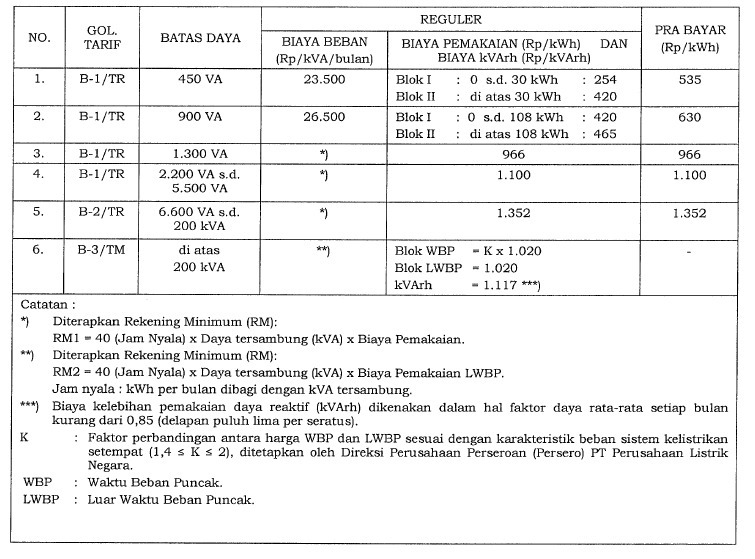 NO.
GOL.
TARIF
BATAS DAYA
REGULER
BIAYA BEBAN
(Rp/kVA/bulan)
BIAYA PEMAKAIAN (Rp/kWh) DAN
BIAYA kVArh (Rp/kVArh)
PRA BAYAR
(Rp/kWh)
1. B-1/TR 450 VA 23.500 Blok I : 0 s.d. 30 kWh : 254 535
Blok II : di atas 30 kWh : 420
2. B-1/TR 900 VA 26.500 Blok I : 0 s.d. 108 kWh : 420 630
Blok II : di atas 108 kWh : 465
3. B-1/TR 1.300 VA *) 966 966
4. B-1/TR 2.200 VA s.d. *) 1.100 1.100
5.500 VA
5. B-2/TR 6.600 VA s.d. *) 1.352 1.352
200 kVA
6. B-3/TM di atas **) Blok WBP = K x 1.020 -
200 kVA Blok LWBP = 1.020
kVArh = 1.117 ***)
Catatan :
*) Diterapkan Rekening Minimum (RM):
RM1 = 40 (Jam Nyala) x Daya tersambung (kVA) x Biaya Pemakaian.
**) Diterapkan Rekening Minimum (RM):
RM2 = 40 (Jam Nyala) x Daya tersambung (kVA) x Biaya Pemakaian LWBP.
Jam nyala : kWh per bulan dibagi dengan kVA tersambung.
***) Biaya kelebihan pemakaian daya reaktif (kVArh) dikenakan dalam hal faktor daya rata-rata setiap bulan
kurang dari 0,85 (delapan puluh lima per seratus).
K : Faktor perbandingan antara harga WBP dan LWBP sesuai dengan karakteristik beban sistem kelistrikan
setempat (1,4 ≤ K ≤ 2), ditetapkan oleh Direksi Perusahaan Perseroan (Persero) PT Perusahaan Listrik
Negara.
WBP : Waktu Beban Puncak.
LWBP : Luar Waktu Beban Puncak.